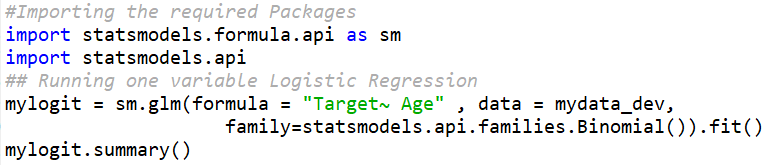 #Importing the required Packages
import statsmodels.formula.api as sm
import statsmodels.api
## Running one variable Logistic Regression
mylogit = sm.glm(formula = "Target~ Age" , data = mydata_dev,
                    family=statsmodels.api.families.Binomial()).fit()
mylogit.summary()